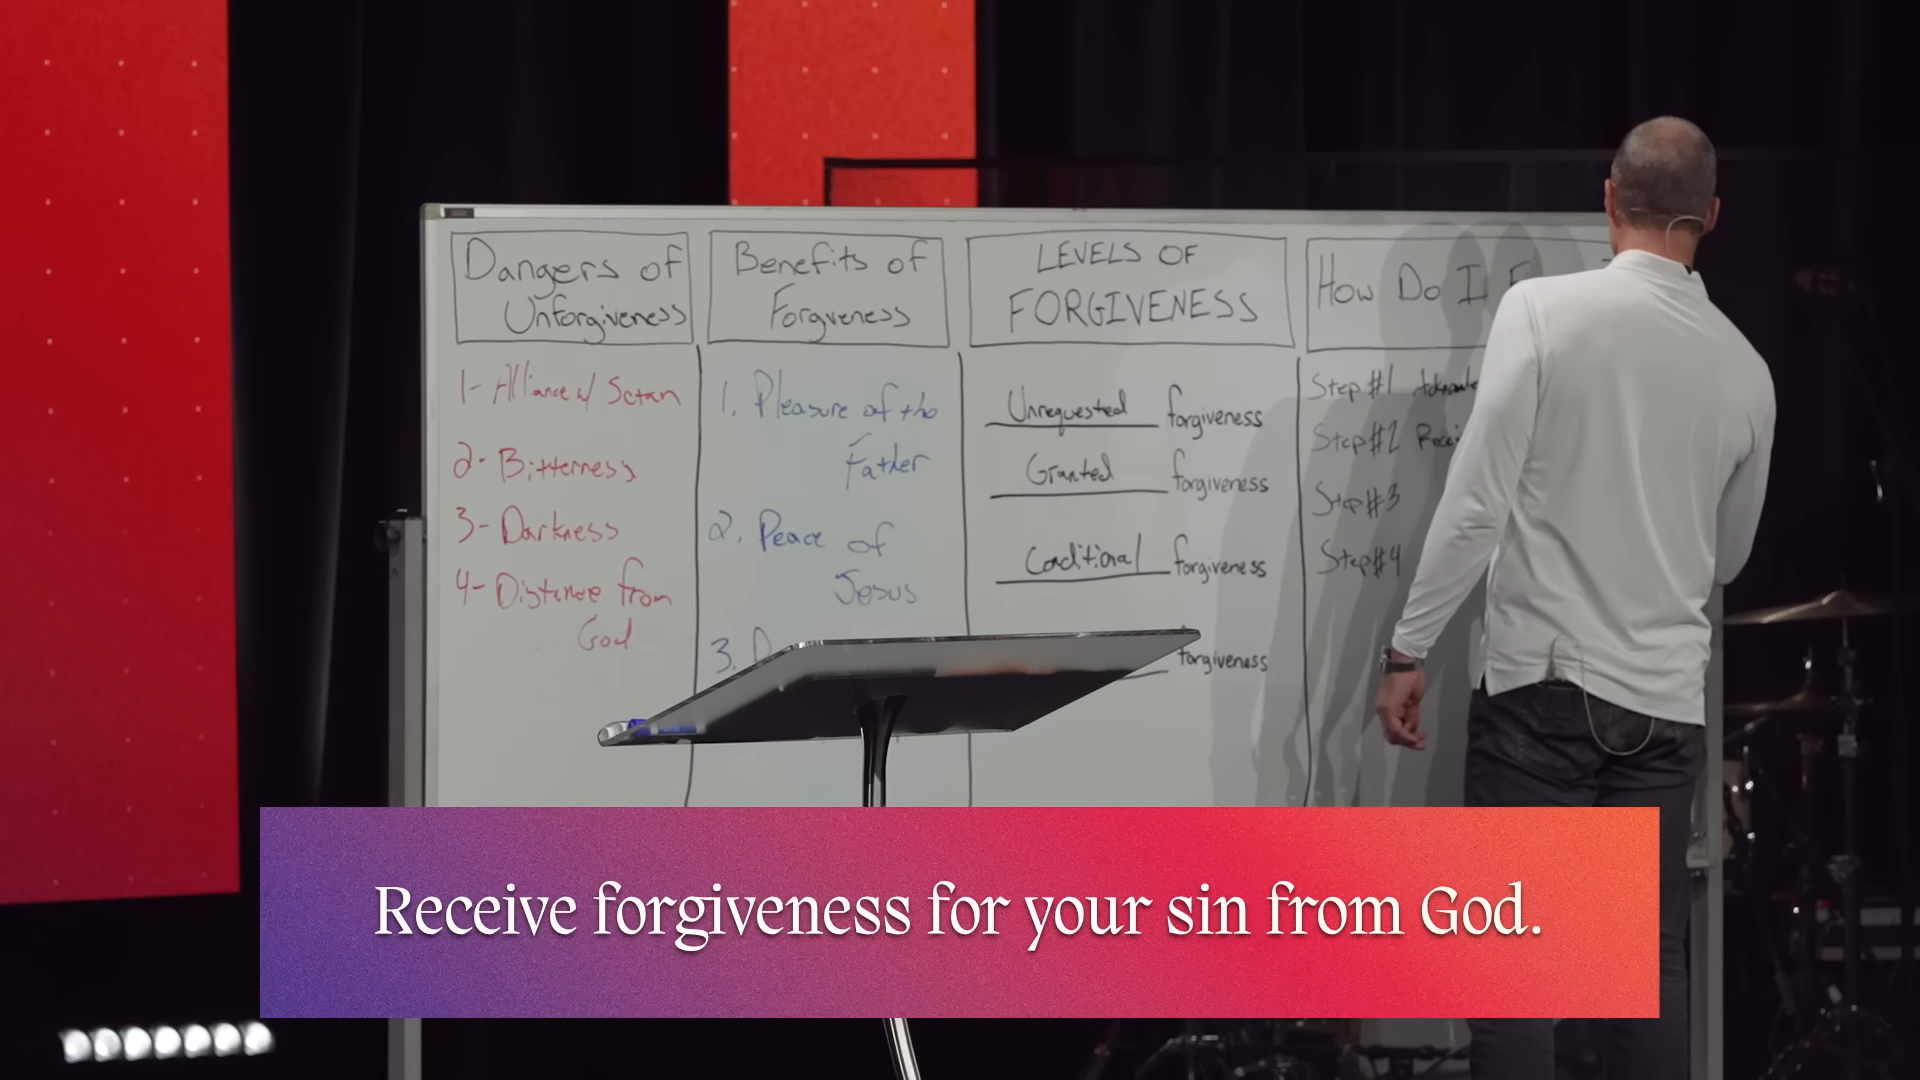 Dangers of
Unforgiveness
1- Alliance w/ Satan
2- Bitterness
3- Darkness
4- Distance from
God
Benefits of
Forgveness
1. Pleasure of the
Father
2. Peace of
Jesus
3.
LEVELS OF
FORGIVENESS
Unrequested forgiveness
Granted forgiveness
Conditional forgiveness
forgiveness
How Do I
Step #1
Step #2
Step #3
Step #4
Receive forgiveness for your sin from God.